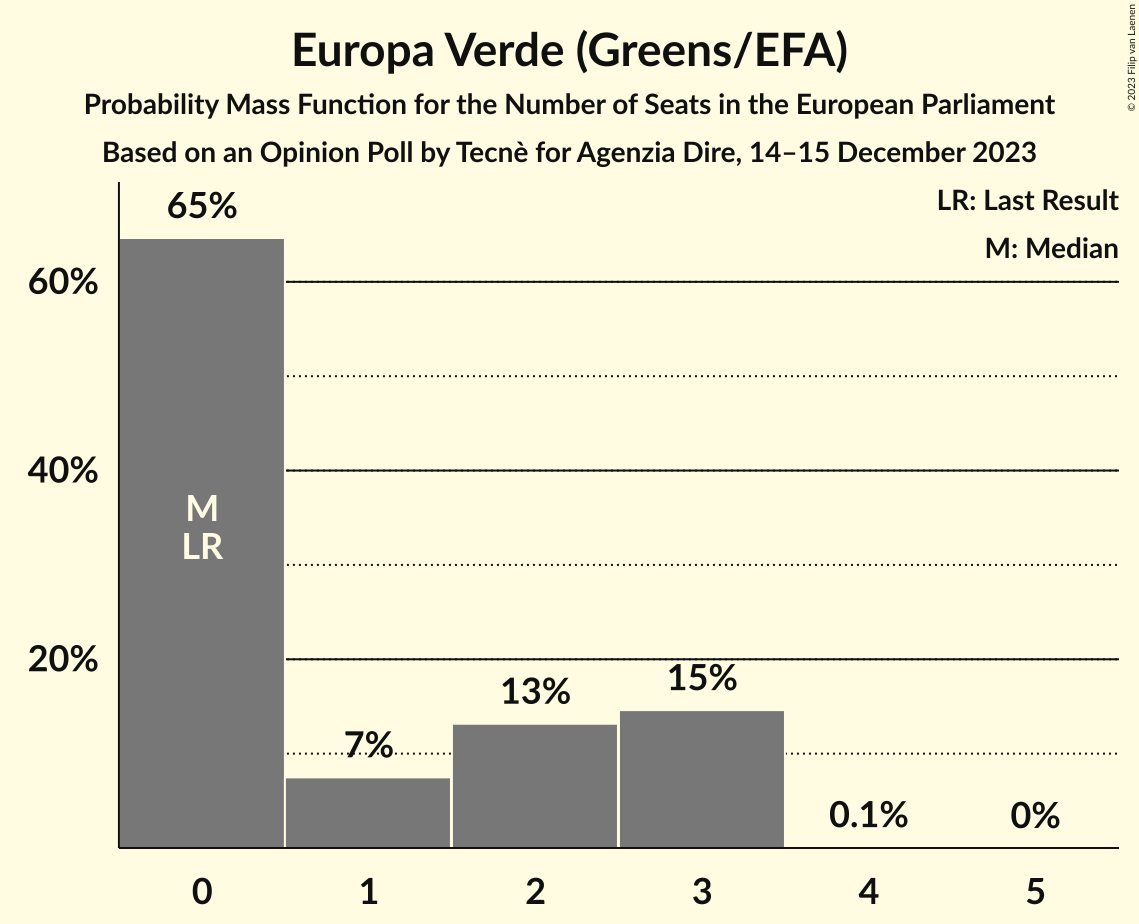 Europa Verde (Greens/EFA)
Probability Mass Function for the Number of Seats in the European Parliament
Based on an Opinion Poll by Tecnè for Agenzia Dire, 14–15 December 2023
© 2023 Filip van Laenen
LR: Last Result
M: Median
65%
60%
40%
M
LR
20%
15%
13%
7%
0.1%
0%
0 1 2 3 4 5